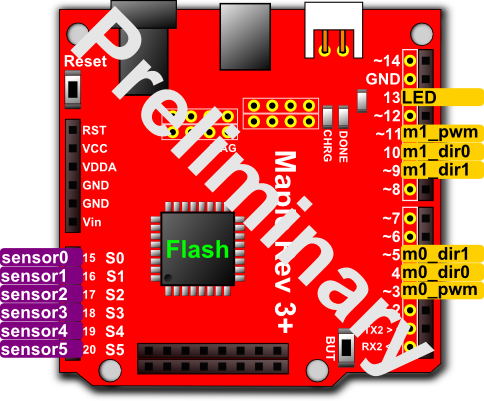 Preliminary
Reset
RST
VCC
VDDA
GND
GND
Vin
sensor0 15 S0
sensor1 16 S1
sensor2 17 S2
sensor3 18 S3
sensor4 19 S4
sensor5 20 S5
Flash
CHRG
DONE
Maple Rev 3+
BUT
~14
GND
13 LED
~12
~11 m1_pwm
10 m1_dir0
~9 m1_dir1
~8
~7
~6
~5 m0_dir1
4 m0_dir0
~3 m0_pwm
2
TX2 >
RX2 <